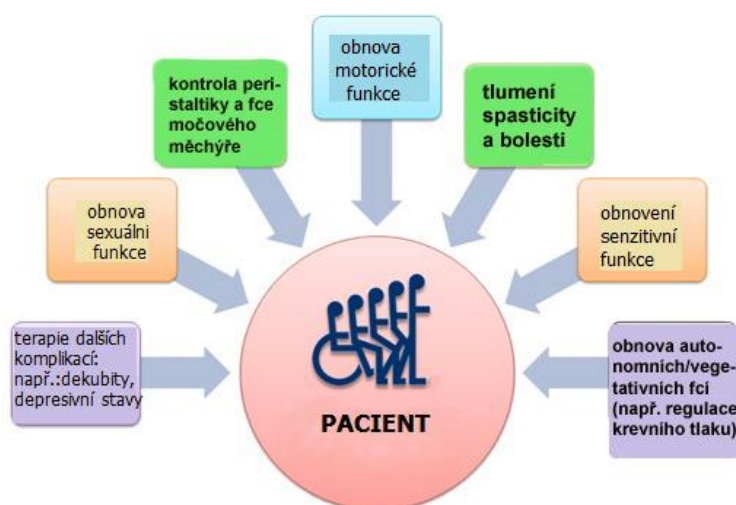 obnova
motorické
funkce
kontrola peri-
staltiky a fce
močového
měchýře
tlumení
spasticity
a bolesti
obnova
sexuální
funkce
obnovení
senzitivní
funkce
terapie dalších
komplikací:
např.:dekubity,
depresivní stavy
obnova auto-
nomních/vege-
tativních fcí
(např. regulace
krevního tlaku)
PACIENT